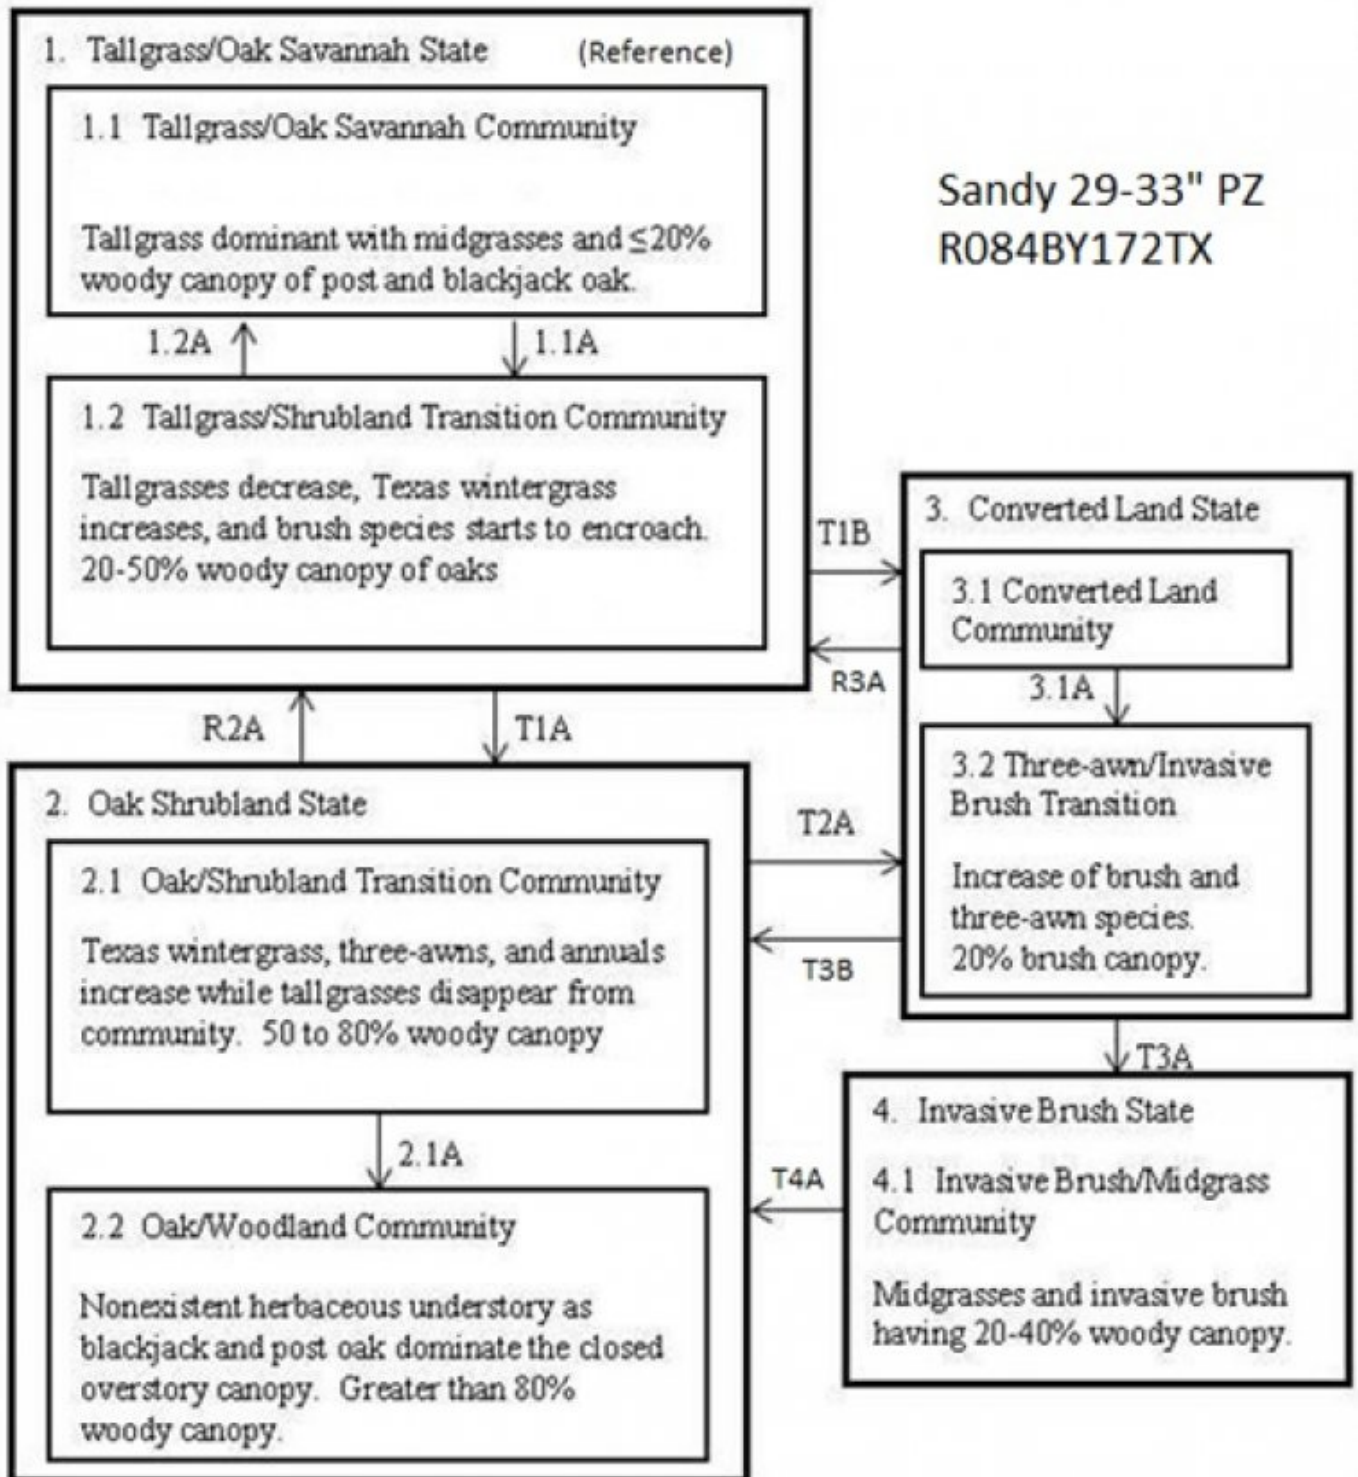 1. Tallgrass/Oak Savannah State (Reference)
1.1 Tallgrass/Oak Savannah Community
Tallgrass dominant with midgrasses and ≤20%
woody canopy of post and blackjack oak.
1.2A
1.1A
1.2 Tallgrass/Shrubland Transition Community
Tallgrasses decrease, Texas wintergrass
increases, and brush species starts to encroach.
20-50% woody canopy of oaks
Sandy 29-33" PZ
R084BY172TX
T1B
R3A
R2A
T1A
3. Converted Land State
3.1 Converted Land
Community
3.1A
3.2 Three-awn/Invasive
Brush Transition
Increase of brush and
three-awn species.
20% brush canopy.
2. Oak Shrubland State
2.1 Oak/Shrubland Transition Community
Texas wintergrass, three-awns, and annuals
increase while tallgrasses disappear from
community. 50 to 80% woody canopy
2.1A
2.2 Oak/Woodland Community
Nonexistent herbaceous understory as
blackjack and post oak dominate the closed
overstory canopy. Greater than 80%
woody canopy.
T2A
T3B
T3A
T4A
4. Invasive Brush State
4.1 Invasive Brush/Midgrass
Community
Midgrasses and invasive brush
having 20-40% woody canopy.